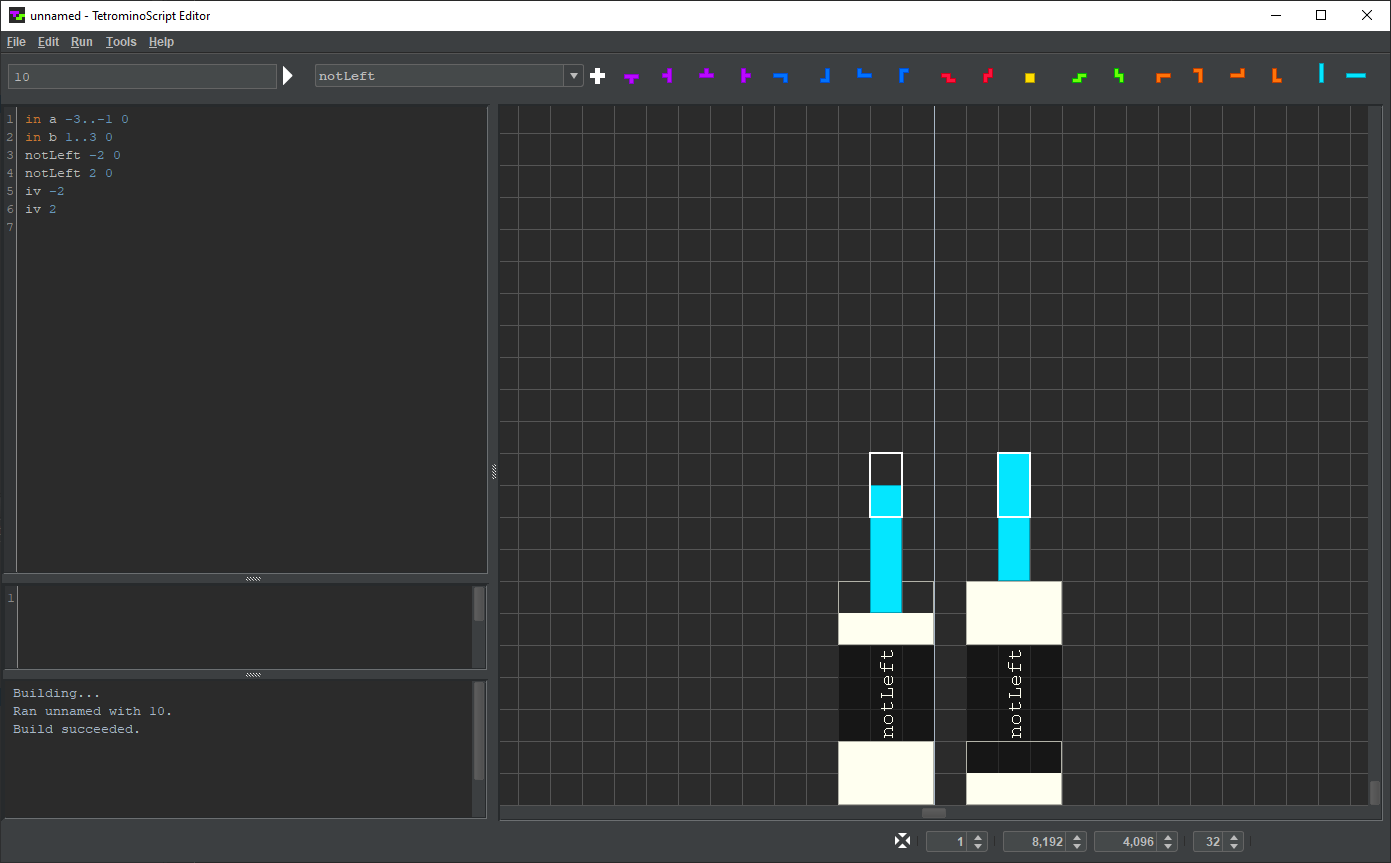 unnamed - TetrominoScript Editor
File Edit Run Tools Help
10
notLeft
1 in a -3..-1 0
2 in b 1..3 0
3 notLeft -2 0
4 notLeft 2 0
5 iv -2
6 iv 2
7
1
Building...
Ran unnamed with 10.
Build succeeded.
notLeft
notLeft
1 8,192 4,096 32